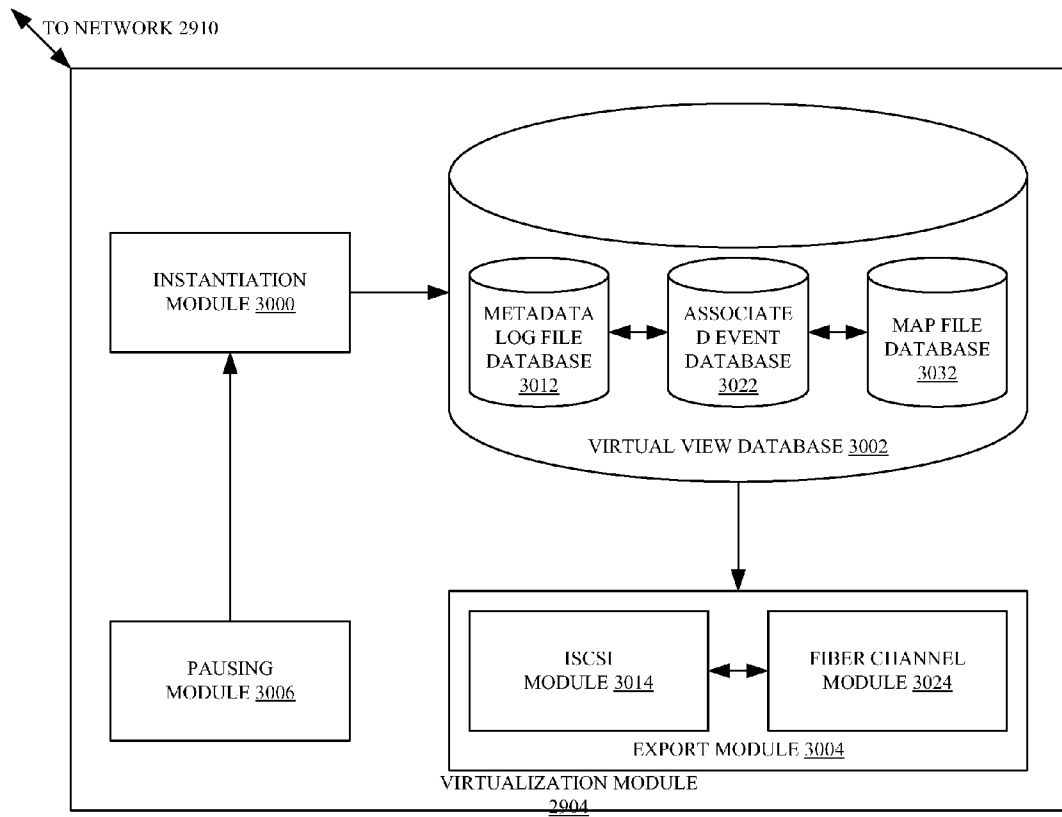 TO NETWORK 2910
INSTANTIATION
MODULE 3000
METADATA
LOG FILE
DATABASE
3012
ASSOCIATE
D EVENT
DATABASE
3022
MAP FILE
DATABASE
3032
VIRTUAL VIEW DATABASE 3002
PAUSING
MODULE 3006
ISCSI
MODULE 3014
FIBER CHANNEL
MODULE 3024
EXPORT MODULE 3004
VIRTUALIZATION MODULE
2904